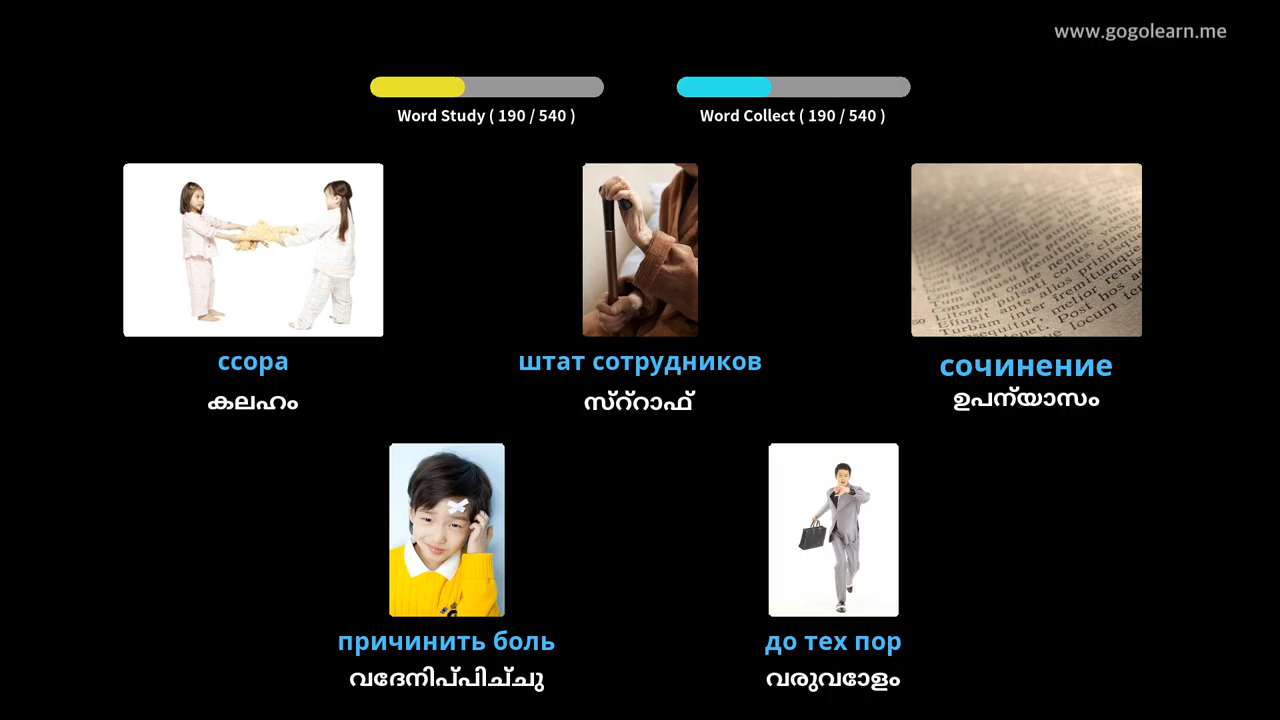 www.gogolearn.me
Word Study ( 190 / 540 )
Word Collect ( 190 / 540 )
ссора
കലഹം
штат сотрудников
സ്റ്റാഫ്
сочинение
ഉപന്യാസം
причинить боль
വേദനിപ്പിച്ചു
до тех пор
വരുവോളം